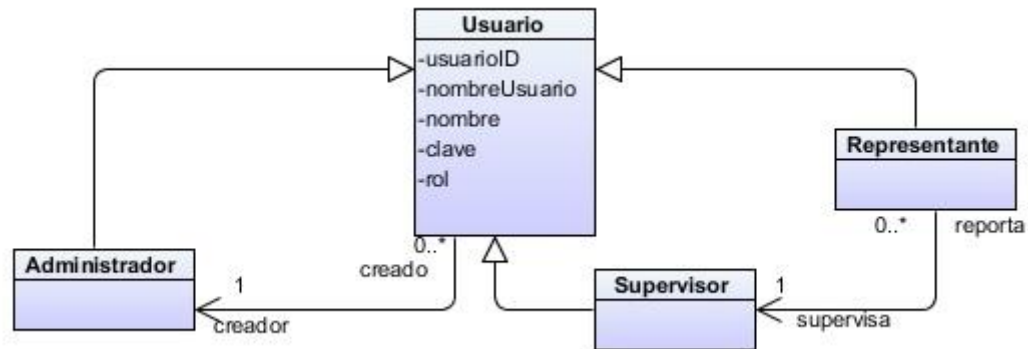 Usuario
-usuarioID
-nombreUsuario
-nombre
-clave
-rol
Representante
0..*
reporta
0..*
creado
Administrador
1
creador
Supervisor
1
supervisa